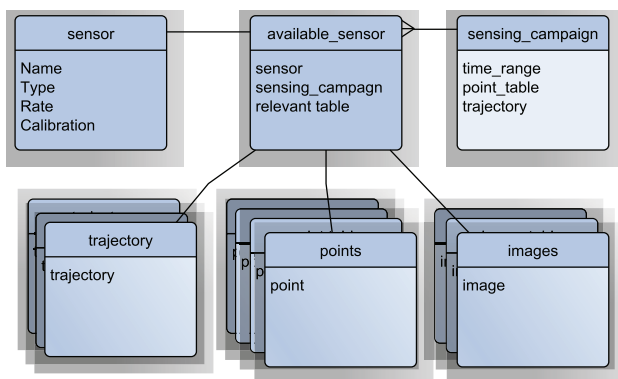 sensor
Name
Type
Rate
Calibration
available_sensor
sensor
sensing_campagn
relevant table
sensing_campaign
time_range
point_table
trajectory
trajectory
trajectory
points
point
images
image